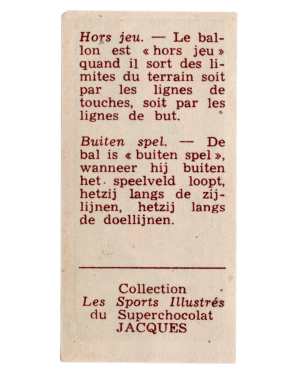 Hors jeu. — Le bal-
lon est « hors jeu »
quand il sort des li-
mites du terrain soit
par les lignes de
touches, soit par les
lignes de but.
Buiten spel. — De
bal is « buiten spel »,
wanneer hij buiten
het speelveld loopt,
hetzij langs de zij-
lijnen, hetzij langs
de doellijnen.
Collection
Les Sports Illustrés
du Superchocolat
JACQUES